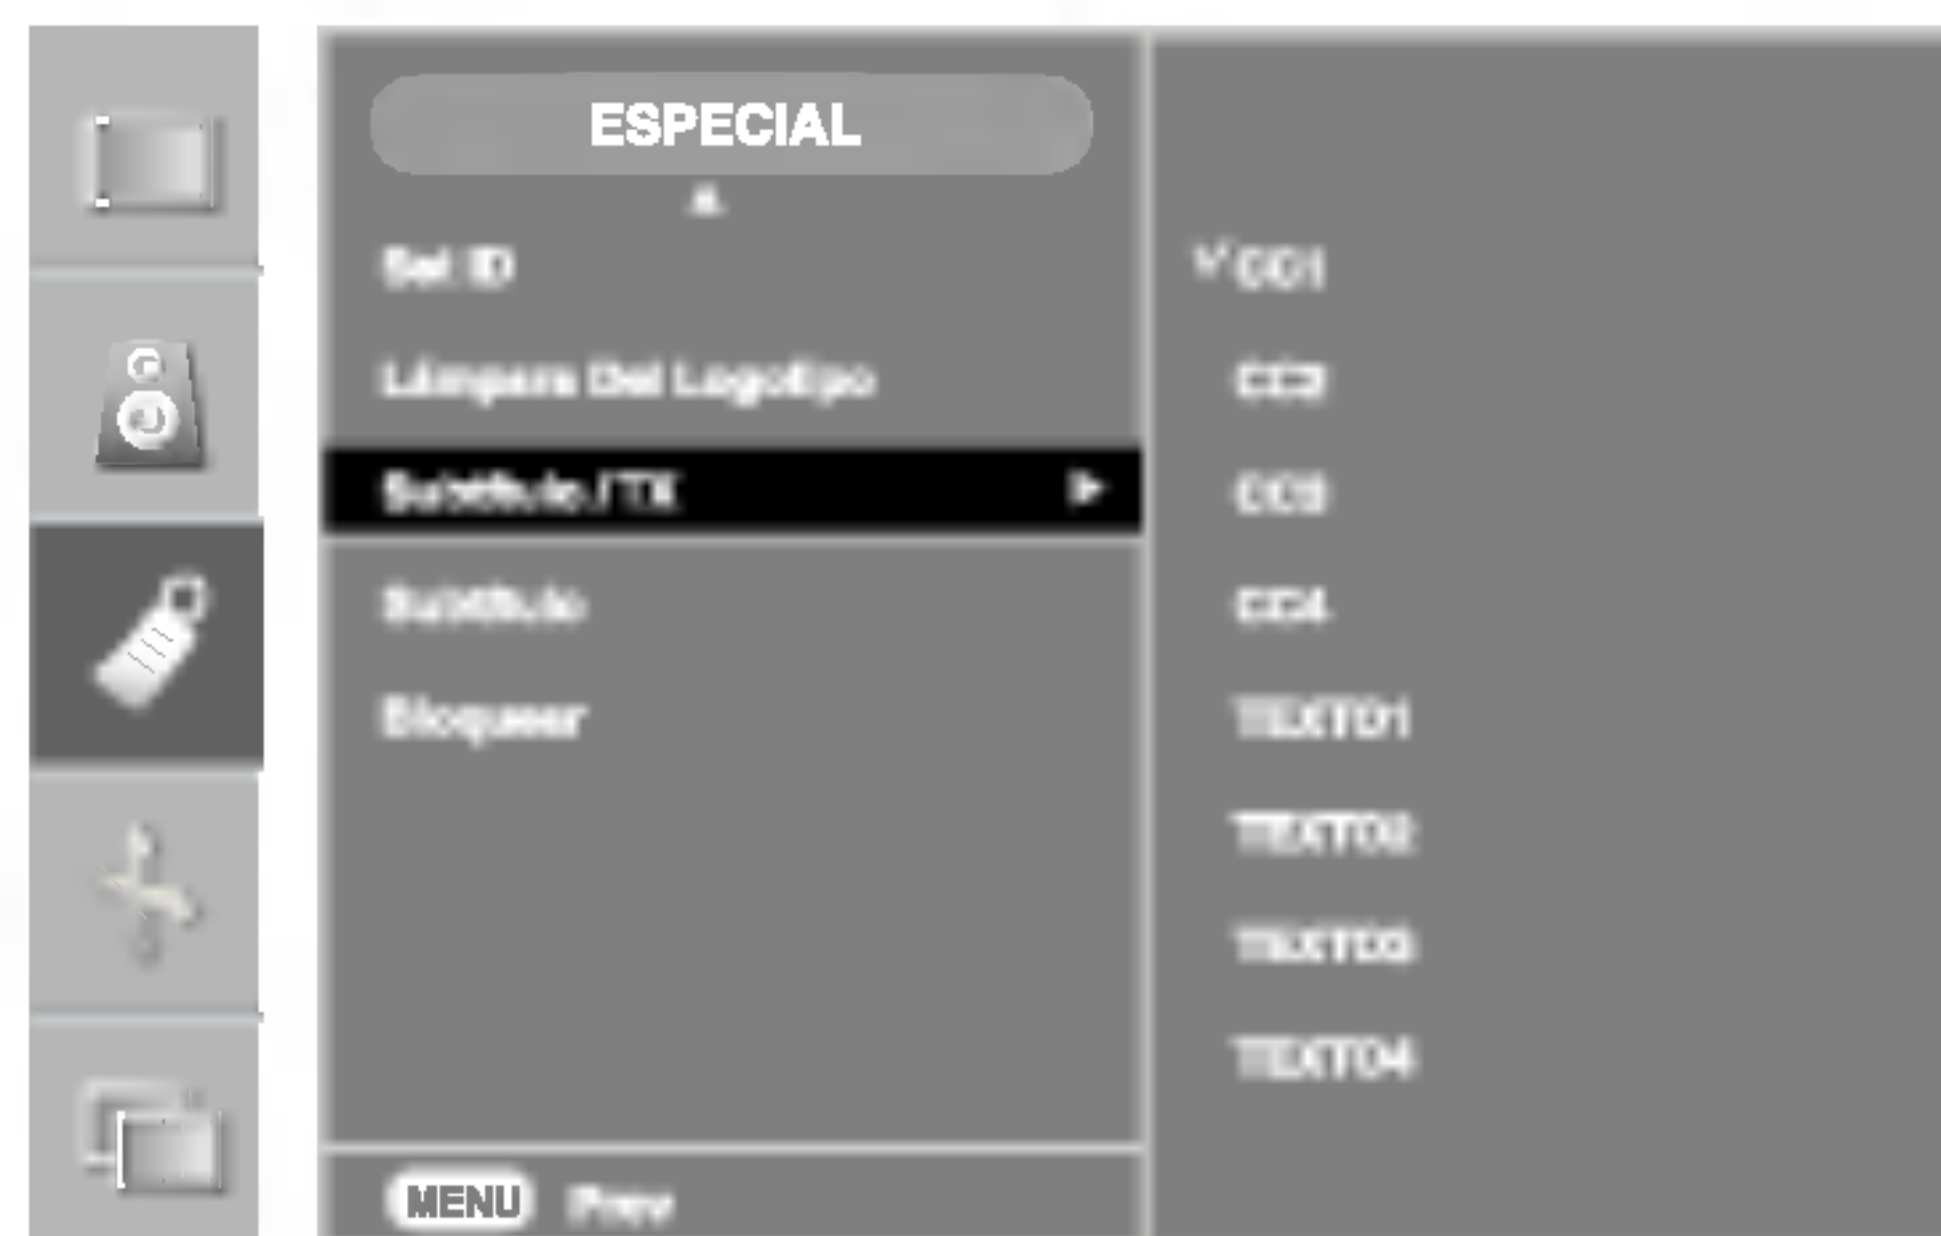 ESPECIAL
Set ID
Lámpara Del Logotipo
Subtítulo / TX
Subtítulo
Bloquear
MENU Prev
CC1
CC2
CC3
CC4
TEXTO1
TEXTO2
TEXTO3
TEXTO4